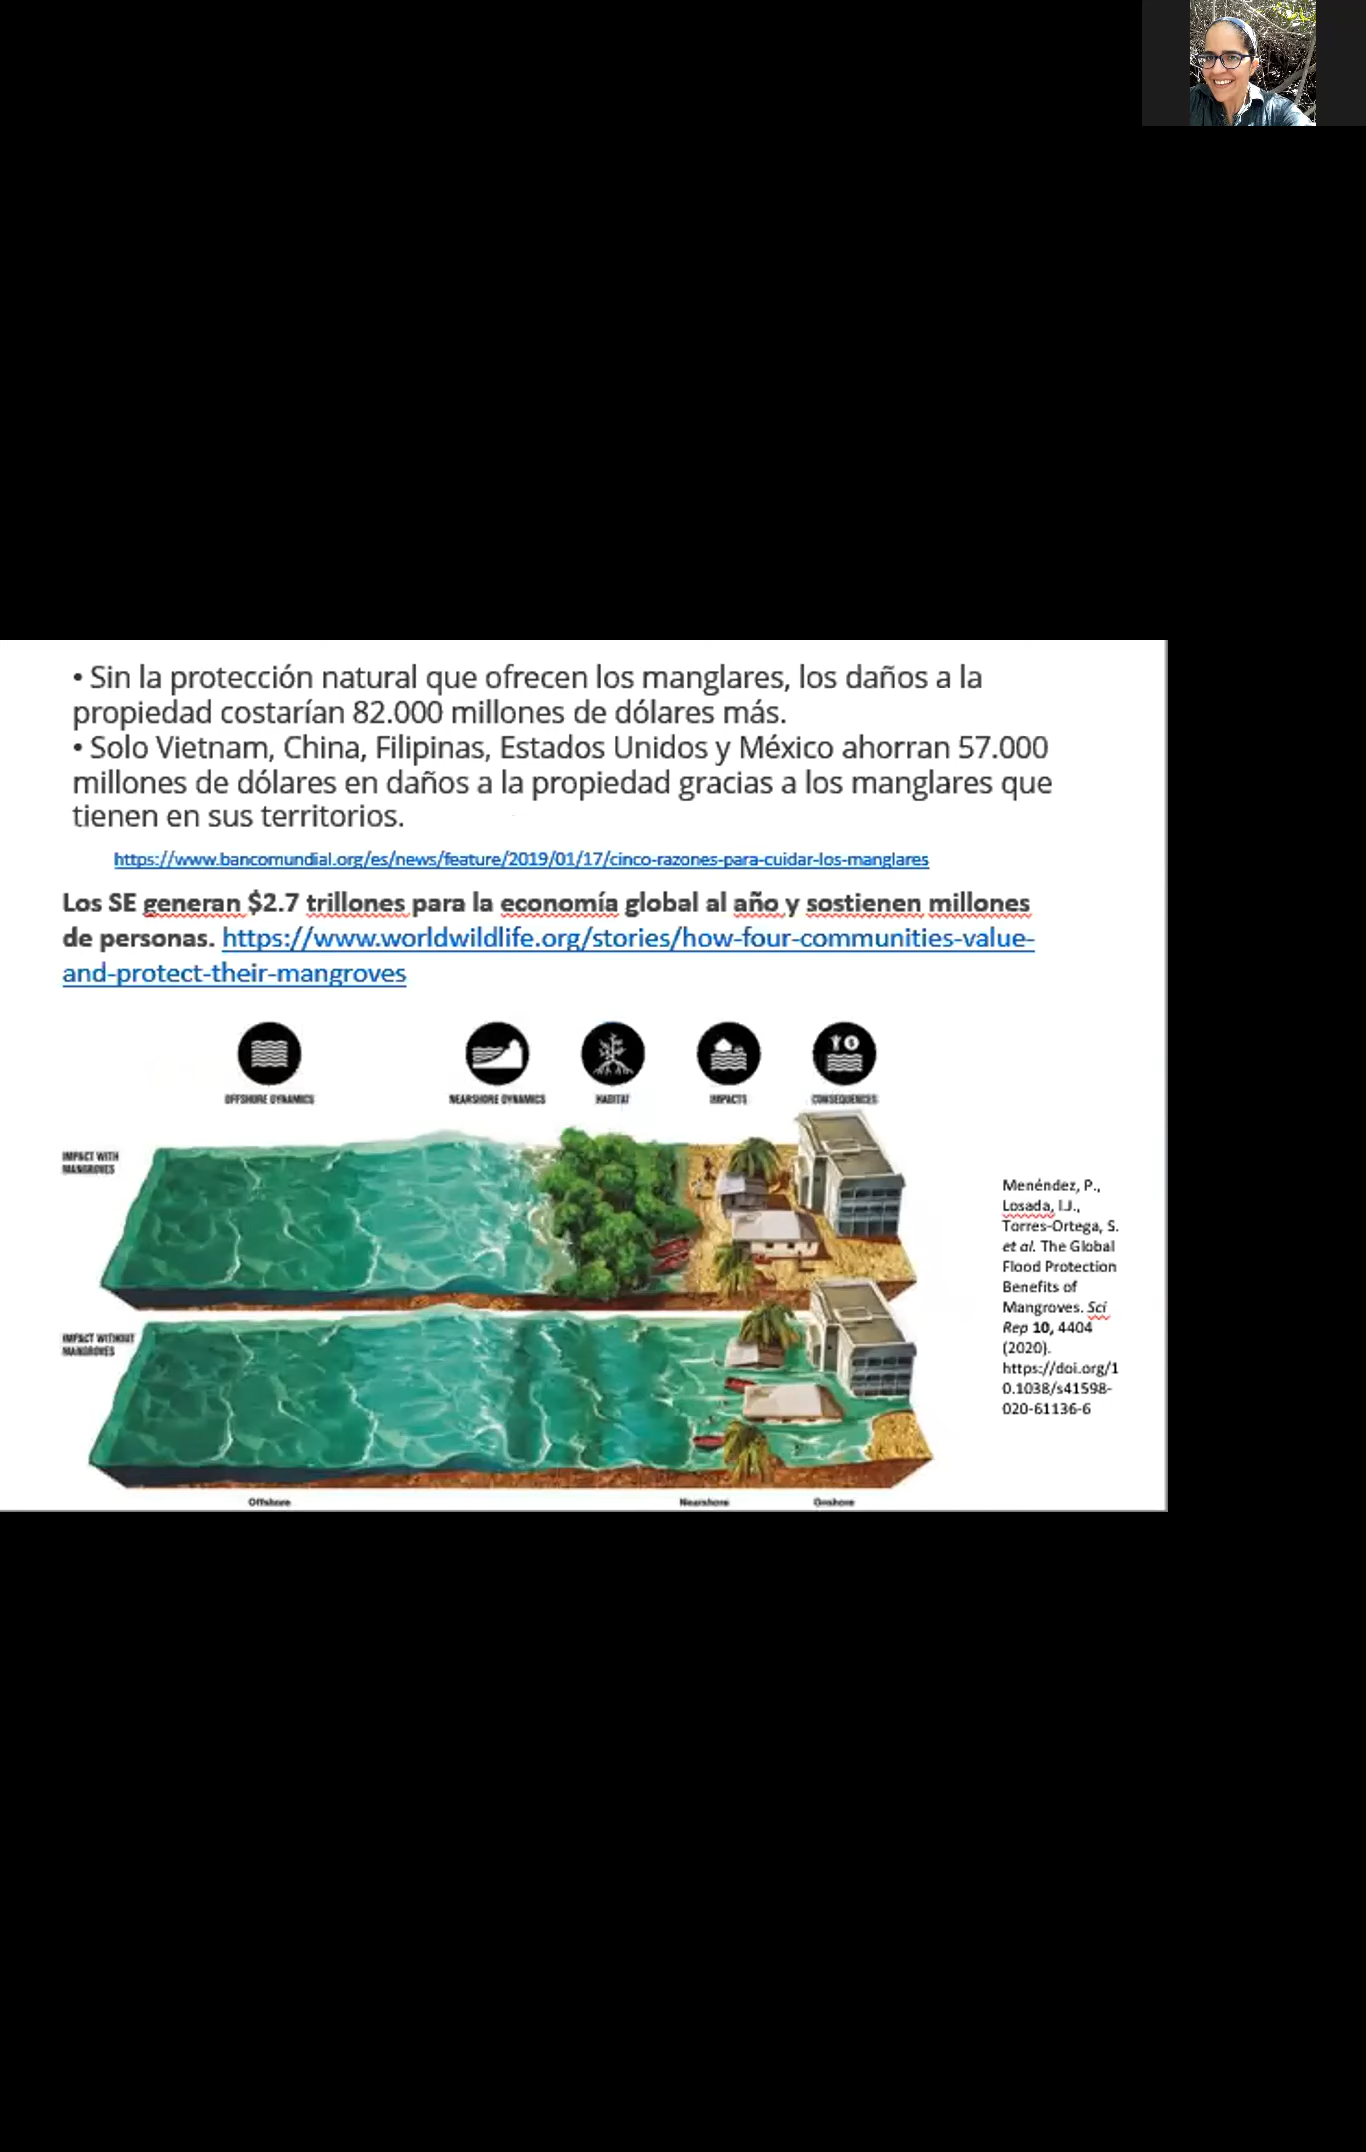 • Sin la protección natural que ofrecen los manglares, los daños a la
propiedad costarían 82.000 millones de dólares más.
• Solo Vietnam, China, Filipinas, Estados Unidos y México ahorran 57.000
millones de dólares en daños a la propiedad gracias a los manglares que
tienen en sus territorios.
https://www.bancomundial.org/es/news/feature/2019/01/17/cinco-razones-para-cuidar-los-manglares
Los SE generan $2.7 trillones para la economía global al año y sostienen millones
de personas. https://www.worldwildlife.org/stories/how-four-communities-value-
and-protect-their-mangroves
OFFSHORE DYNAMICS
NEARSHORE DYNAMICS
HABITAT
IMPACTS
CONSEQUENCES
IMPACT WITH
MANGROVES
IMPACT WITHOUT
MANGROVES
Offshore
Nearshore
Onshore
Menéndez, P.,
Losada, I.J.,
Torres-Ortega, S.
et al. The Global
Flood Protection
Benefits of
Mangroves. Sci
Rep 10, 4404
(2020).
https://doi.org/1
0.1038/s41598-
020-61136-6